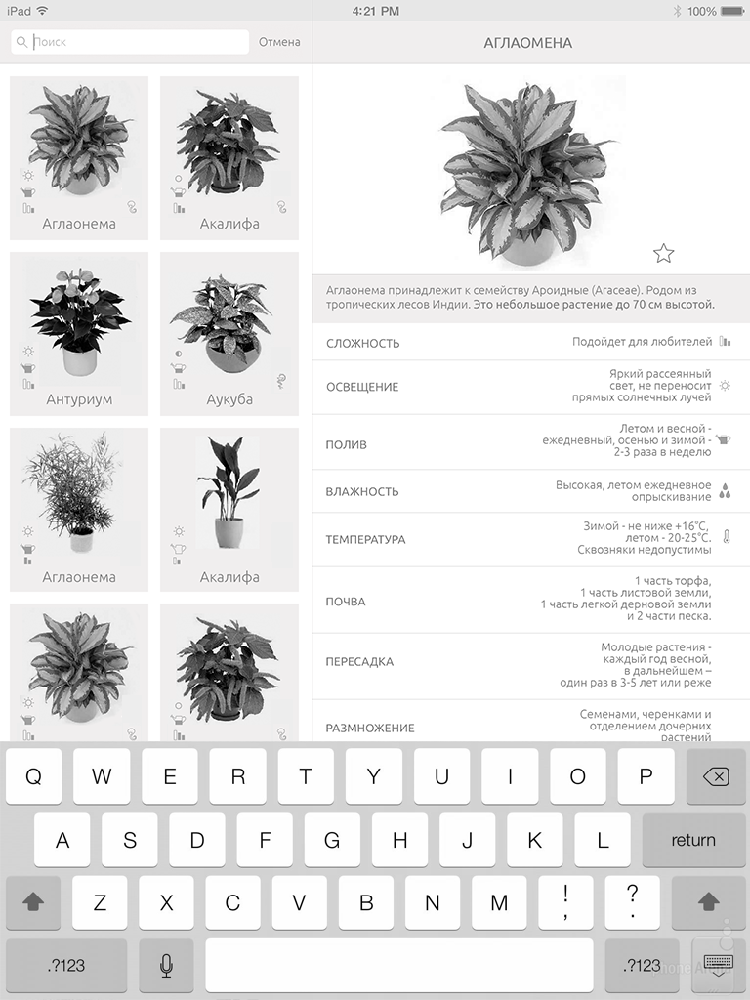 iPad
4:21 PM
100%
Поиск
Отмена
Аглаонема
Акалифа
Антуриум
Аукуба
Аглаонема
Акалифа
АГЛАОМЕНА
Аглаонема принадлежит к семейству Ароидные (Araceae). Родом из
тропических лесов Индии. Это небольшое растение до 70 см высотой.
СЛОЖНОСТЬ
Подойдет для любителей
ОСВЕЩЕНИЕ
Яркий рассеянный
свет, не переносит
прямых солнечных лучей
ПОЛИВ
Летом и весной -
ежедневный, осенью и зимой -
2-3 раза в неделю
ВЛАЖНОСТЬ
Высокая, летом ежедневное
опрыскивание
ТЕМПЕРАТУРА
Зимой - не ниже +16°C,
летом - 20-25°C.
Сквозняки недопустимы
ПОЧВА
1 часть торфа,
1 часть листовой земли,
1 часть легкой дерновой земли
и 2 части песка.
ПЕРЕСАДКА
Молодые растения -
каждый год весной,
в дальнейшем –
один раз в 3-5 лет или реже
РАЗМНОЖЕНИЕ
Семенами, черенками и
отделением дочерних
растений
Q W E R T Y U I O P
A S D F G H J K L return
Z X C V B N M ! , ? .
.?123 .?123